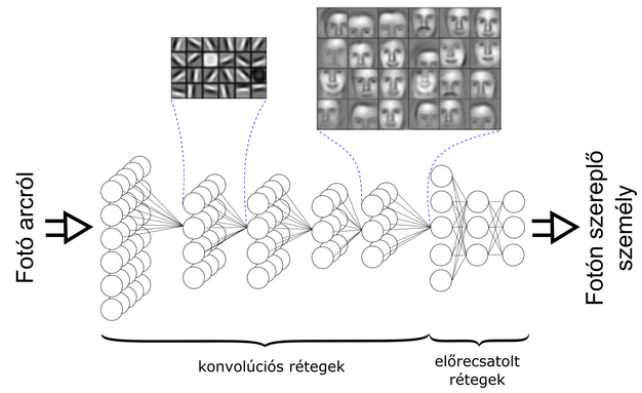 Fotó arcról
Fotón szereplő
személy
konvolúciós rétegek
előrecsatolt
rétegek